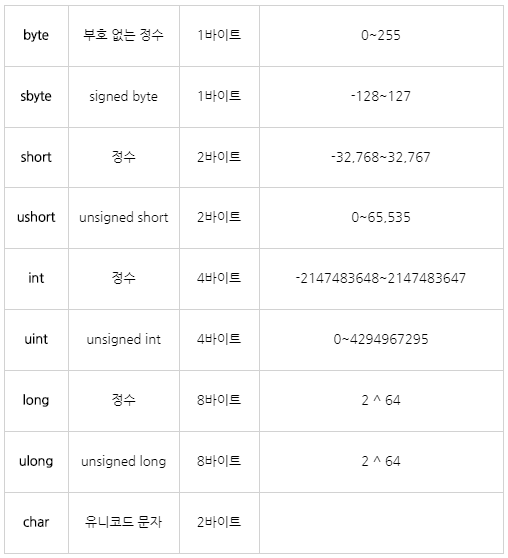 byte 부호 없는 정수 1바이트 0~255
sbyte signed byte 1바이트 -128~127
short 정수 2바이트 -32,768~32,767
ushort unsigned short 2바이트 0~65,535
int 정수 4바이트 -2147483648~2147483647
uint unsigned int 4바이트 0~4294967295
long 정수 8바이트 2 ^ 64
ulong unsigned long 8바이트 2 ^ 64
char 유니코드 문자 2바이트